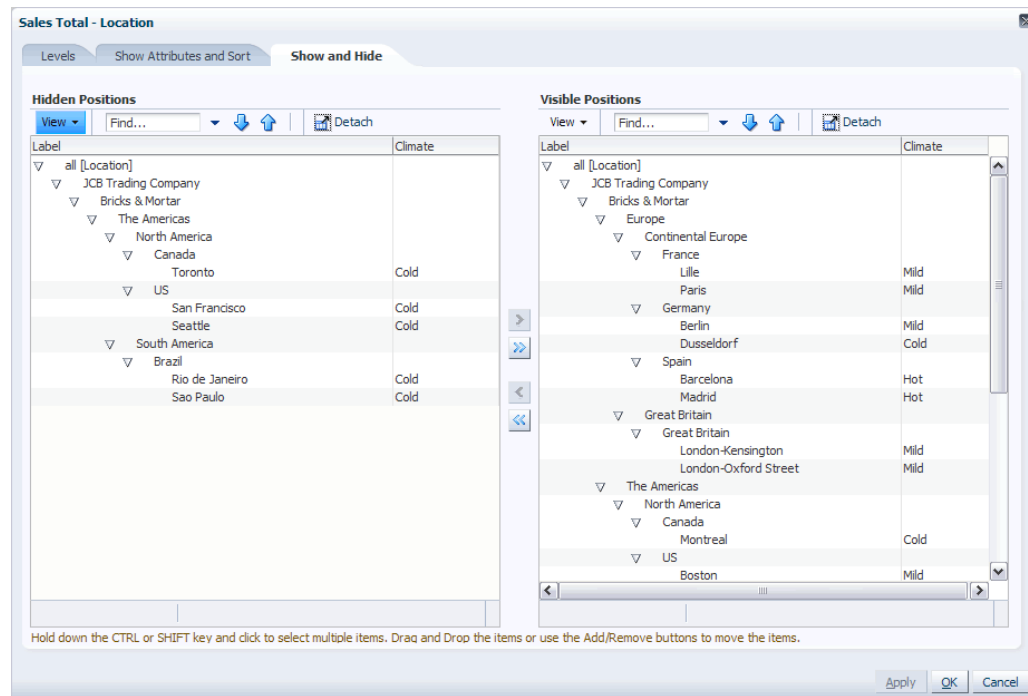 Sales Total - Location
Levels Show Attributes and Sort Show and Hide
Hidden Positions
View Find... Detach
Label Climate
all [Location]
JCB Trading Company
Bricks & Mortar
The Americas
North America
Canada
Toronto Cold
US
San Francisco Cold
Seattle Cold
South America
Brazil
Rio de Janeiro Cold
Sao Paulo Cold
Visible Positions
View Find... Detach
Label Climate
all [Location]
JCB Trading Company
Bricks & Mortar
Europe
Continental Europe
France
Lille Mild
Paris Mild
Germany
Berlin Mild
Dusseldorf Cold
Spain
Barcelona Hot
Madrid Hot
Great Britain
Great Britain
London-Kensington Mild
London-Oxford Street Mild
The Americas
North America
Canada
Montreal Cold
US
Boston Mild
Hold down the CTRL or SHIFT key and click to select multiple items. Drag and Drop the items or use the Add/Remove buttons to move the items.
Apply OK Cancel